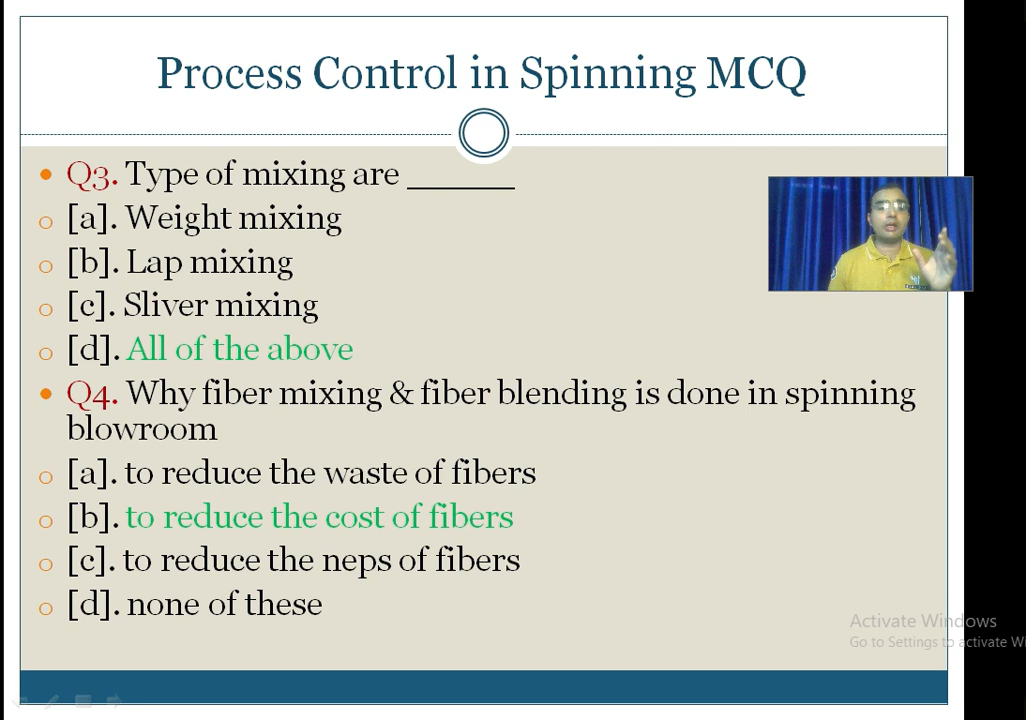 Process Control in Spinning MCQ
Q3. Type of mixing are ______
[a]. Weight mixing
[b]. Lap mixing
[c]. Sliver mixing
[d]. All of the above
Q4. Why fiber mixing & fiber blending is done in spinning
blowroom
[a]. to reduce the waste of fibers
[b]. to reduce the cost of fibers
[c]. to reduce the neps of fibers
[d]. none of these
Activate Windows
Go to Settings to activate Wi